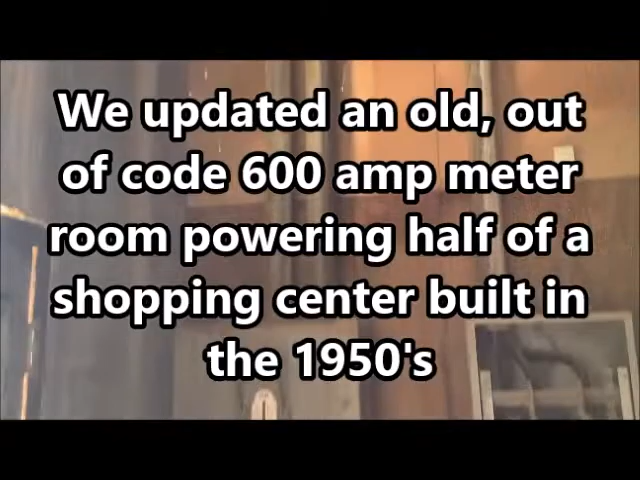 We updated an old, out
of code 600 amp meter
room powering half of a
shopping center built in
the 1950's